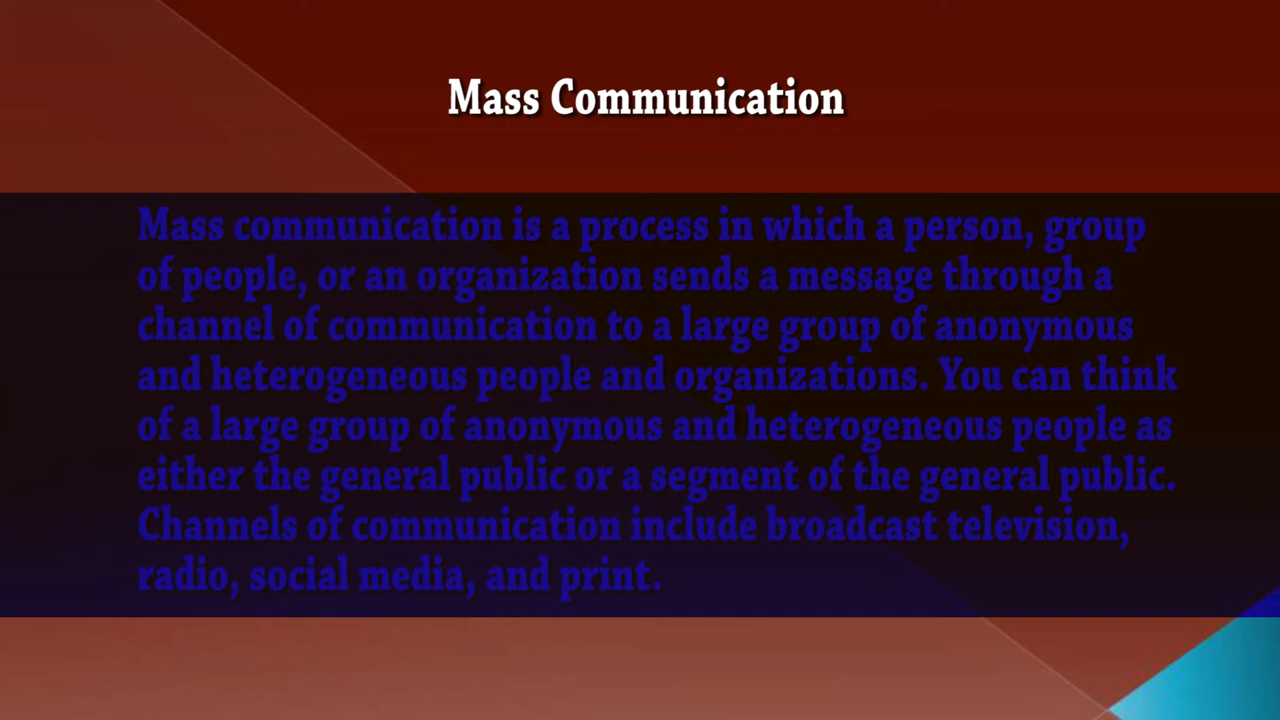 Mass Communication
Mass communication is a process in which a person, group
of people, or an organization sends a message through a
channel of communication to a large group of anonymous
and heterogeneous people and organizations. You can think
of a large group of anonymous and heterogeneous people as
either the general public or a segment of the general public.
Channels of communication include broadcast television,
radio, social media, and print.